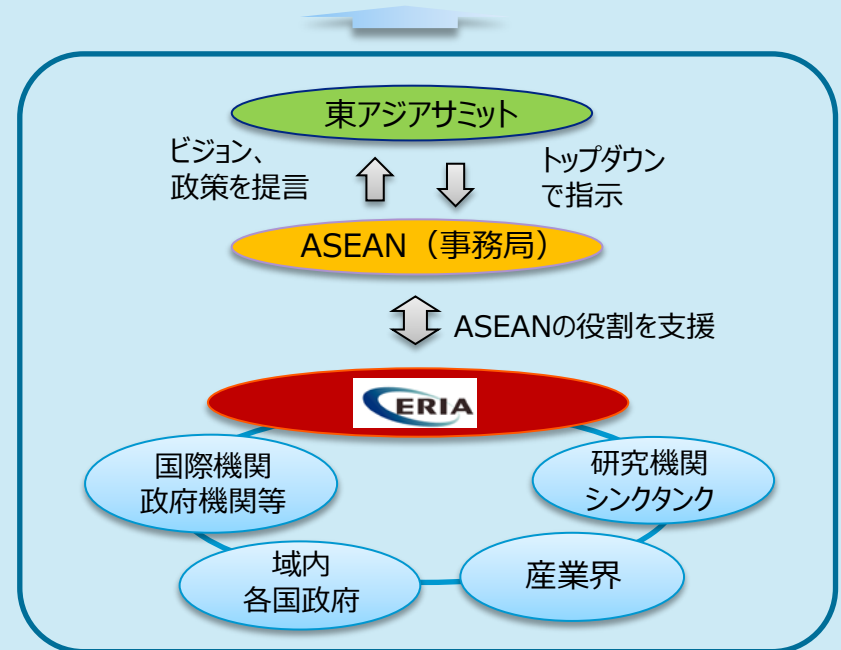 東アジアサミット
ビジョン、
政策を提言
トップダウン
で指示
ASEAN（事務局）
ASEANの役割を支援
ERIA
国際機関
政府機関等
研究機関
シンクタンク
域内
各国政府
産業界